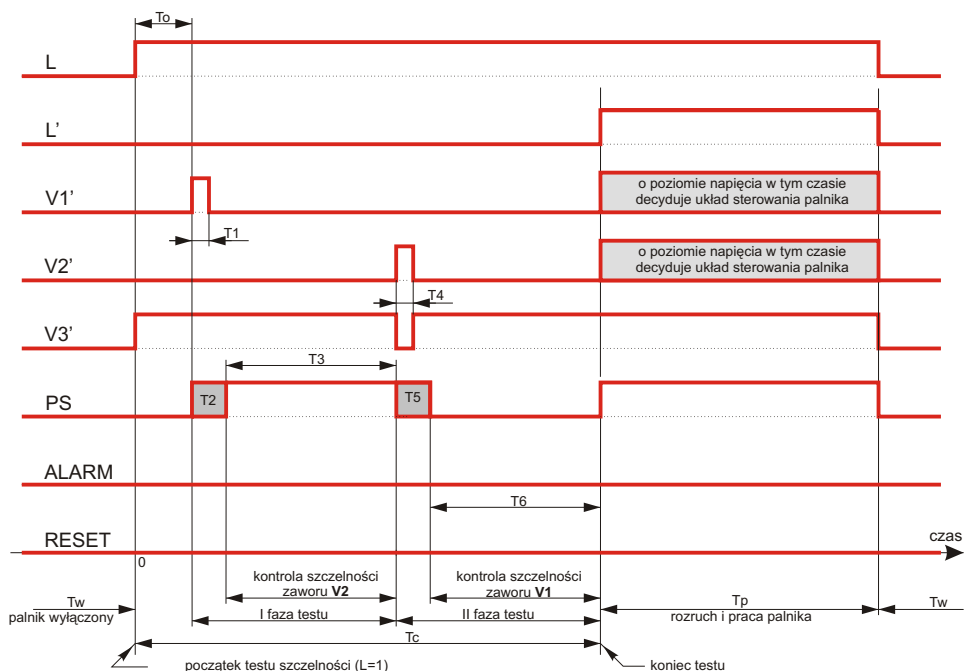 To
L
L'
V1'
o poziomie napięcia w tym czasie
decyduje układ sterowania palnika
T1
V2'
o poziomie napięcia w tym czasie
decyduje układ sterowania palnika
T4
V3'
T3
PS
T2
T5
ALARM
T6
RESET
czas
0
kontrola szczelności
zaworu V2
kontrola szczelności
zaworu V1
Tw
palnik wyłączony
I faza testu
II faza testu
Tp
rozruch i praca palnika
Tw
Tc
początek testu szczelności (L=1)
koniec testu